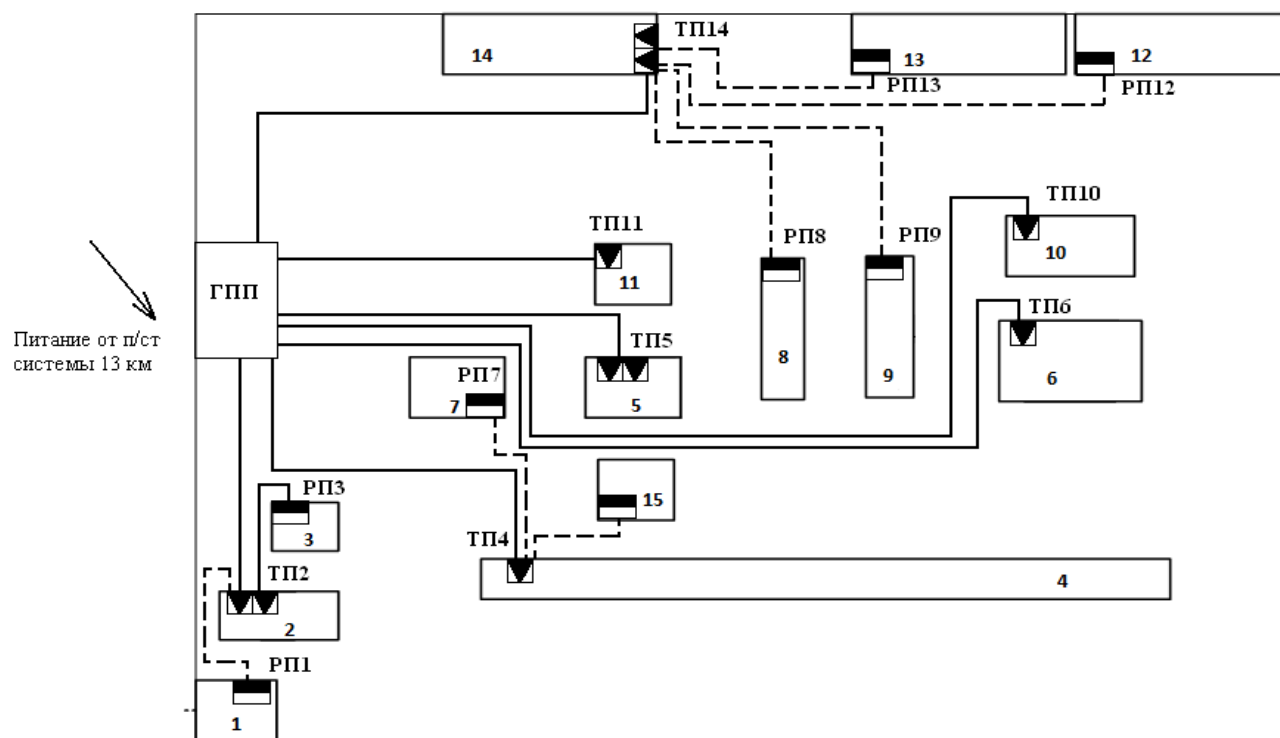 ТП14
14
13
12
РП13
РП12
ТП10
ТП11
РП8
РП9
10
ГПП
11
ТП6
Питание от п/ст
системы 13 км
ТП5
РП7
8
9
6
7
5
РП3
15
3
ТП4
ТП2
4
2
РП1
1